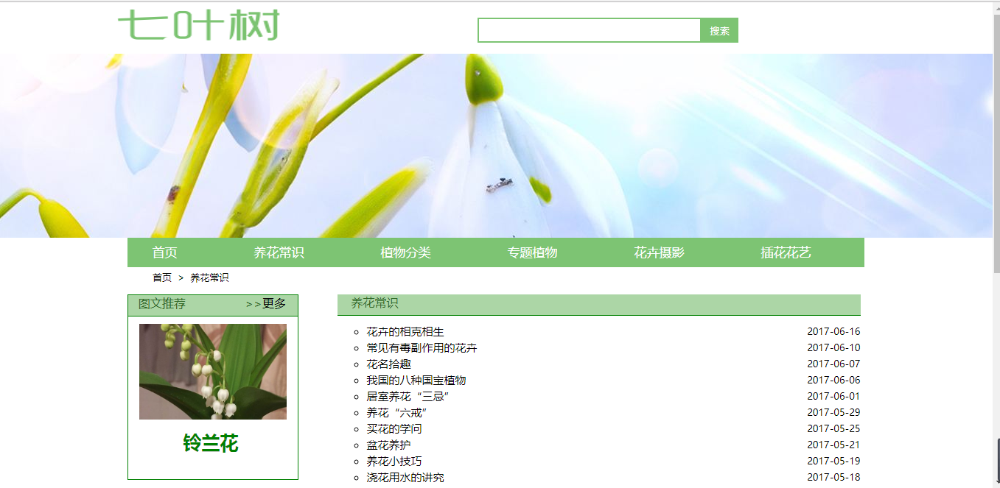 七叶树
搜索
首页 养花常识 植物分类 专题植物 花卉摄影 插花花艺
首页 > 养花常识
图文推荐 >>更多
铃兰花
养花常识
花卉的相克相生 2017-06-16
常见有毒副作用的花卉 2017-06-10
花名拾趣 2017-06-07
我国的八种国宝植物 2017-06-06
居室养花“三忌” 2017-06-01
养花“六戒” 2017-05-29
买花的学问 2017-05-25
盆花养护 2017-05-21
养花小技巧 2017-05-19
浇花用水的讲究 2017-05-18